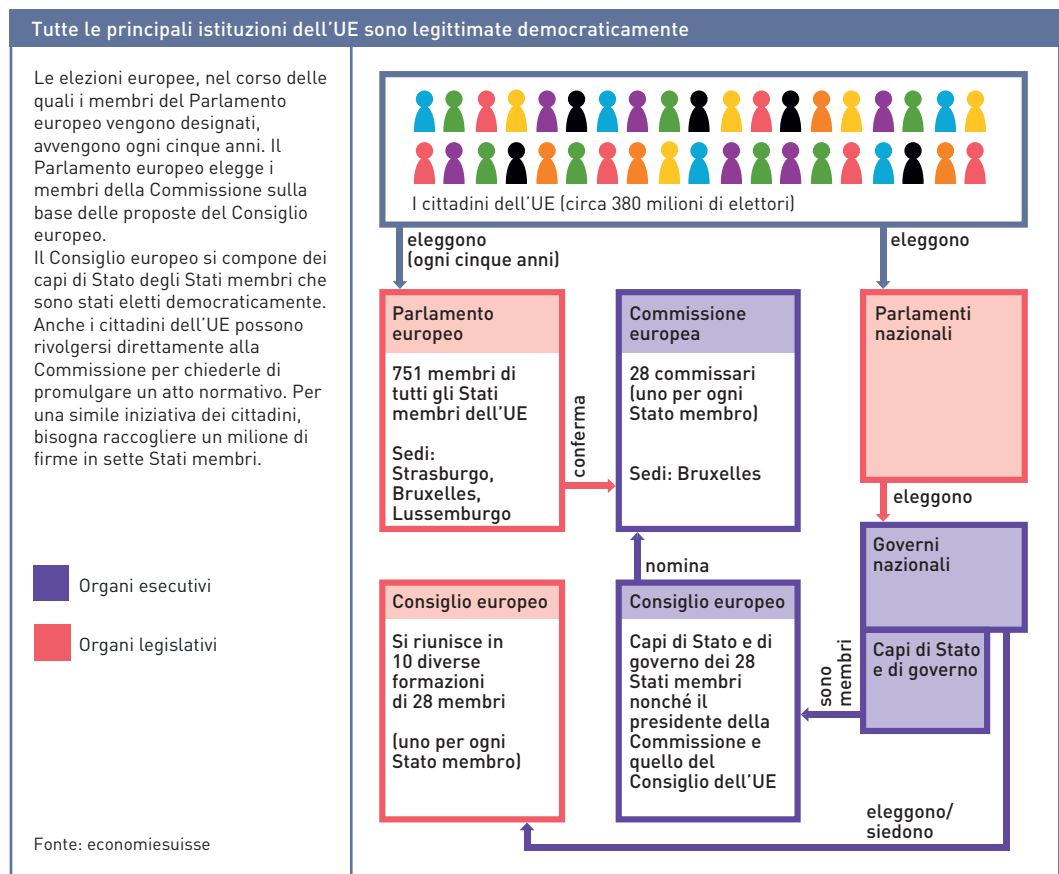 Tutte le principali istituzioni dell'UE sono legittimate democraticamente
Le elezioni europee, nel corso delle
quali i membri del Parlamento
europeo vengono designati,
avvengono ogni cinque anni. Il
Parlamento europeo elegge i
membri della Commissione sulla
base delle proposte del Consiglio
europeo.
Il Consiglio europeo si compone dei
capi di Stato degli Stati membri che
sono stati eletti democraticamente.
Anche i cittadini dell'UE possono
rivolgersi direttamente alla
Commissione per chiederle di
promulgare un atto normativo. Per
una simile iniziativa dei cittadini,
bisogna raccogliere un milione di
firme in sette Stati membri.
Organi esecutivi
Organi legislativi
Fonte: economiesuisse
I cittadini dell'UE (circa 380 milioni di elettori)
eleggono
(ogni cinque anni)
eleggono
Parlamento
europeo
751 membri di
tutti gli Stati
membri dell'UE
Sedi:
Strasburgo,
Bruxelles,
Lussemburgo
conferma
Commissione
europea
28 commissari
(uno per ogni
Stato membro)
Sedi: Bruxelles
Parlamenti
nazionali
eleggono
nomina
Governi
nazionali
Consiglio europeo
Si riunisce in
10 diverse
formazioni
di 28 membri
(uno per ogni
Stato membro)
Consiglio europeo
Capi di Stato e di
governo dei 28
Stati membri
nonché il
presidente della
Commissione e
quello del
Consiglio dell'UE
sono
membri
Capi di Stato
e di governo
eleggono/
siedono